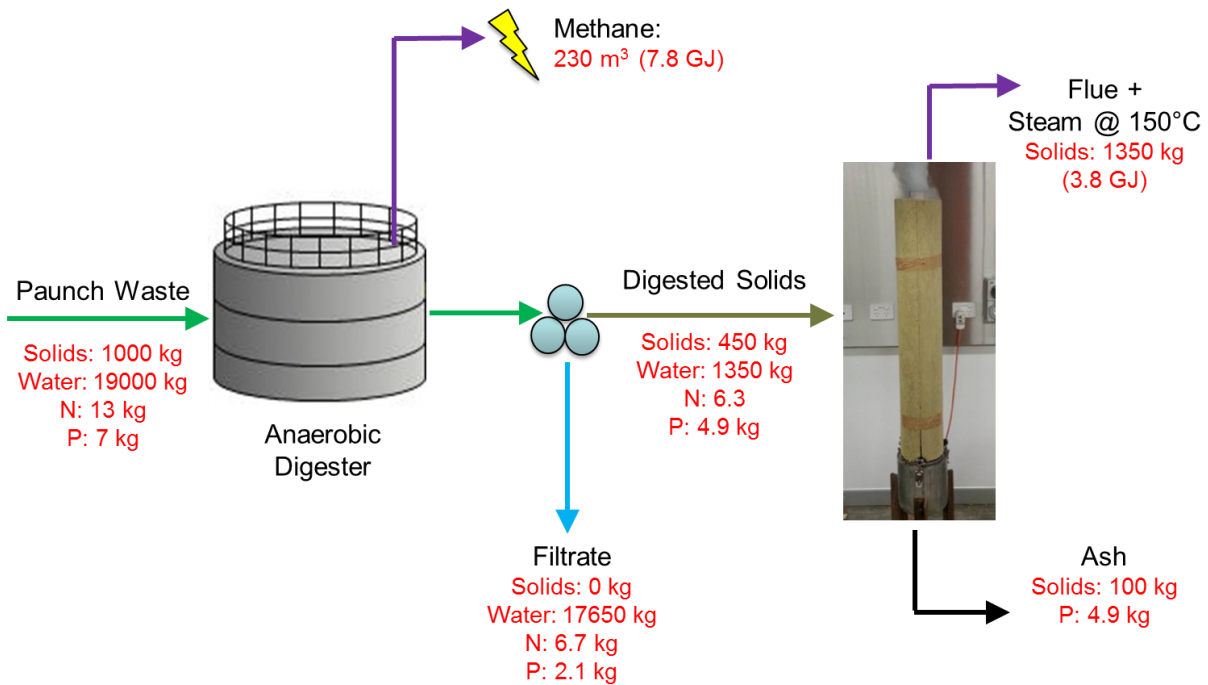 Methane:
230 m³ (7.8 GJ)
Flue +
Steam @ 150°C
Solids: 1350 kg
(3.8 GJ)
Paunch Waste
Solids: 1000 kg
Water: 19000 kg
N: 13 kg
P: 7 kg
Anaerobic
Digester
Digested Solids
Solids: 450 kg
Water: 1350 kg
N: 6.3
P: 4.9 kg
Filtrate
Solids: 0 kg
Water: 17650 kg
N: 6.7 kg
P: 2.1 kg
Ash
Solids: 100 kg
P: 4.9 kg